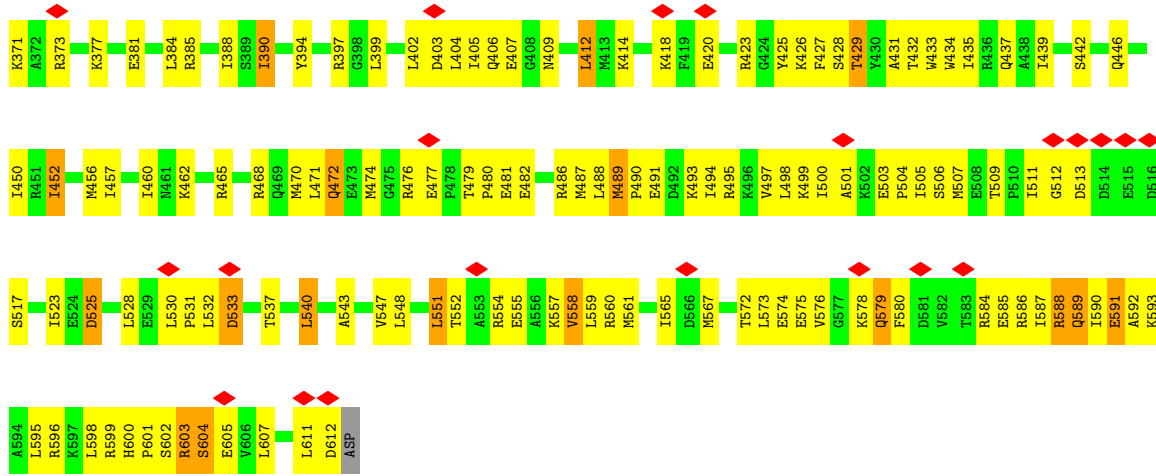 K371 A372 R373 K377 E381 L384 R385 I388 S389 I390 Y394 R397 G398 L399 L402 D403 L404 I405 Q406 E407 G408 N409 L412 M413 K414 K418 F419 E420 R423 G424 Y425 K426 F427 S428 T429 Y430 A431 T432 W433 W434 I435 R436 Q437 A438 I439 S442 Q446
I450 R451 I452 M456 I457 I460 N461 K462 R465 R468 Q469 M470 L471 Q472 E473 M474 G475 R476 E477 P478 T479 P480 E481 E482 R486 M487 L488 M489 P490 E491 D492 K493 I494 R495 K496 V497 L498 K499 I500 A501 K502 E503 P504 I505 S506 M507 E508 T509 P510 I511 G512 D513 D514 E515 D516
S517 I523 E524 D525 L528 E529 L530 P531 L532 D533 T537 L540 A543 V547 L548 L551 T552 A553 R554 E555 A556 K557 V558 L559 R560 M561 I565 D566 M567 T572 L573 E574 E575 V576 G577 K578 Q579 F580 D581 V582 T583 R584 E585 R586 I587 R588 Q589 I590 E591 A592 K593
A594 L595 R596 K597 L598 R599 H600 P601 S602 R603 S604 E605 V606 L607 L611 D612 ASP